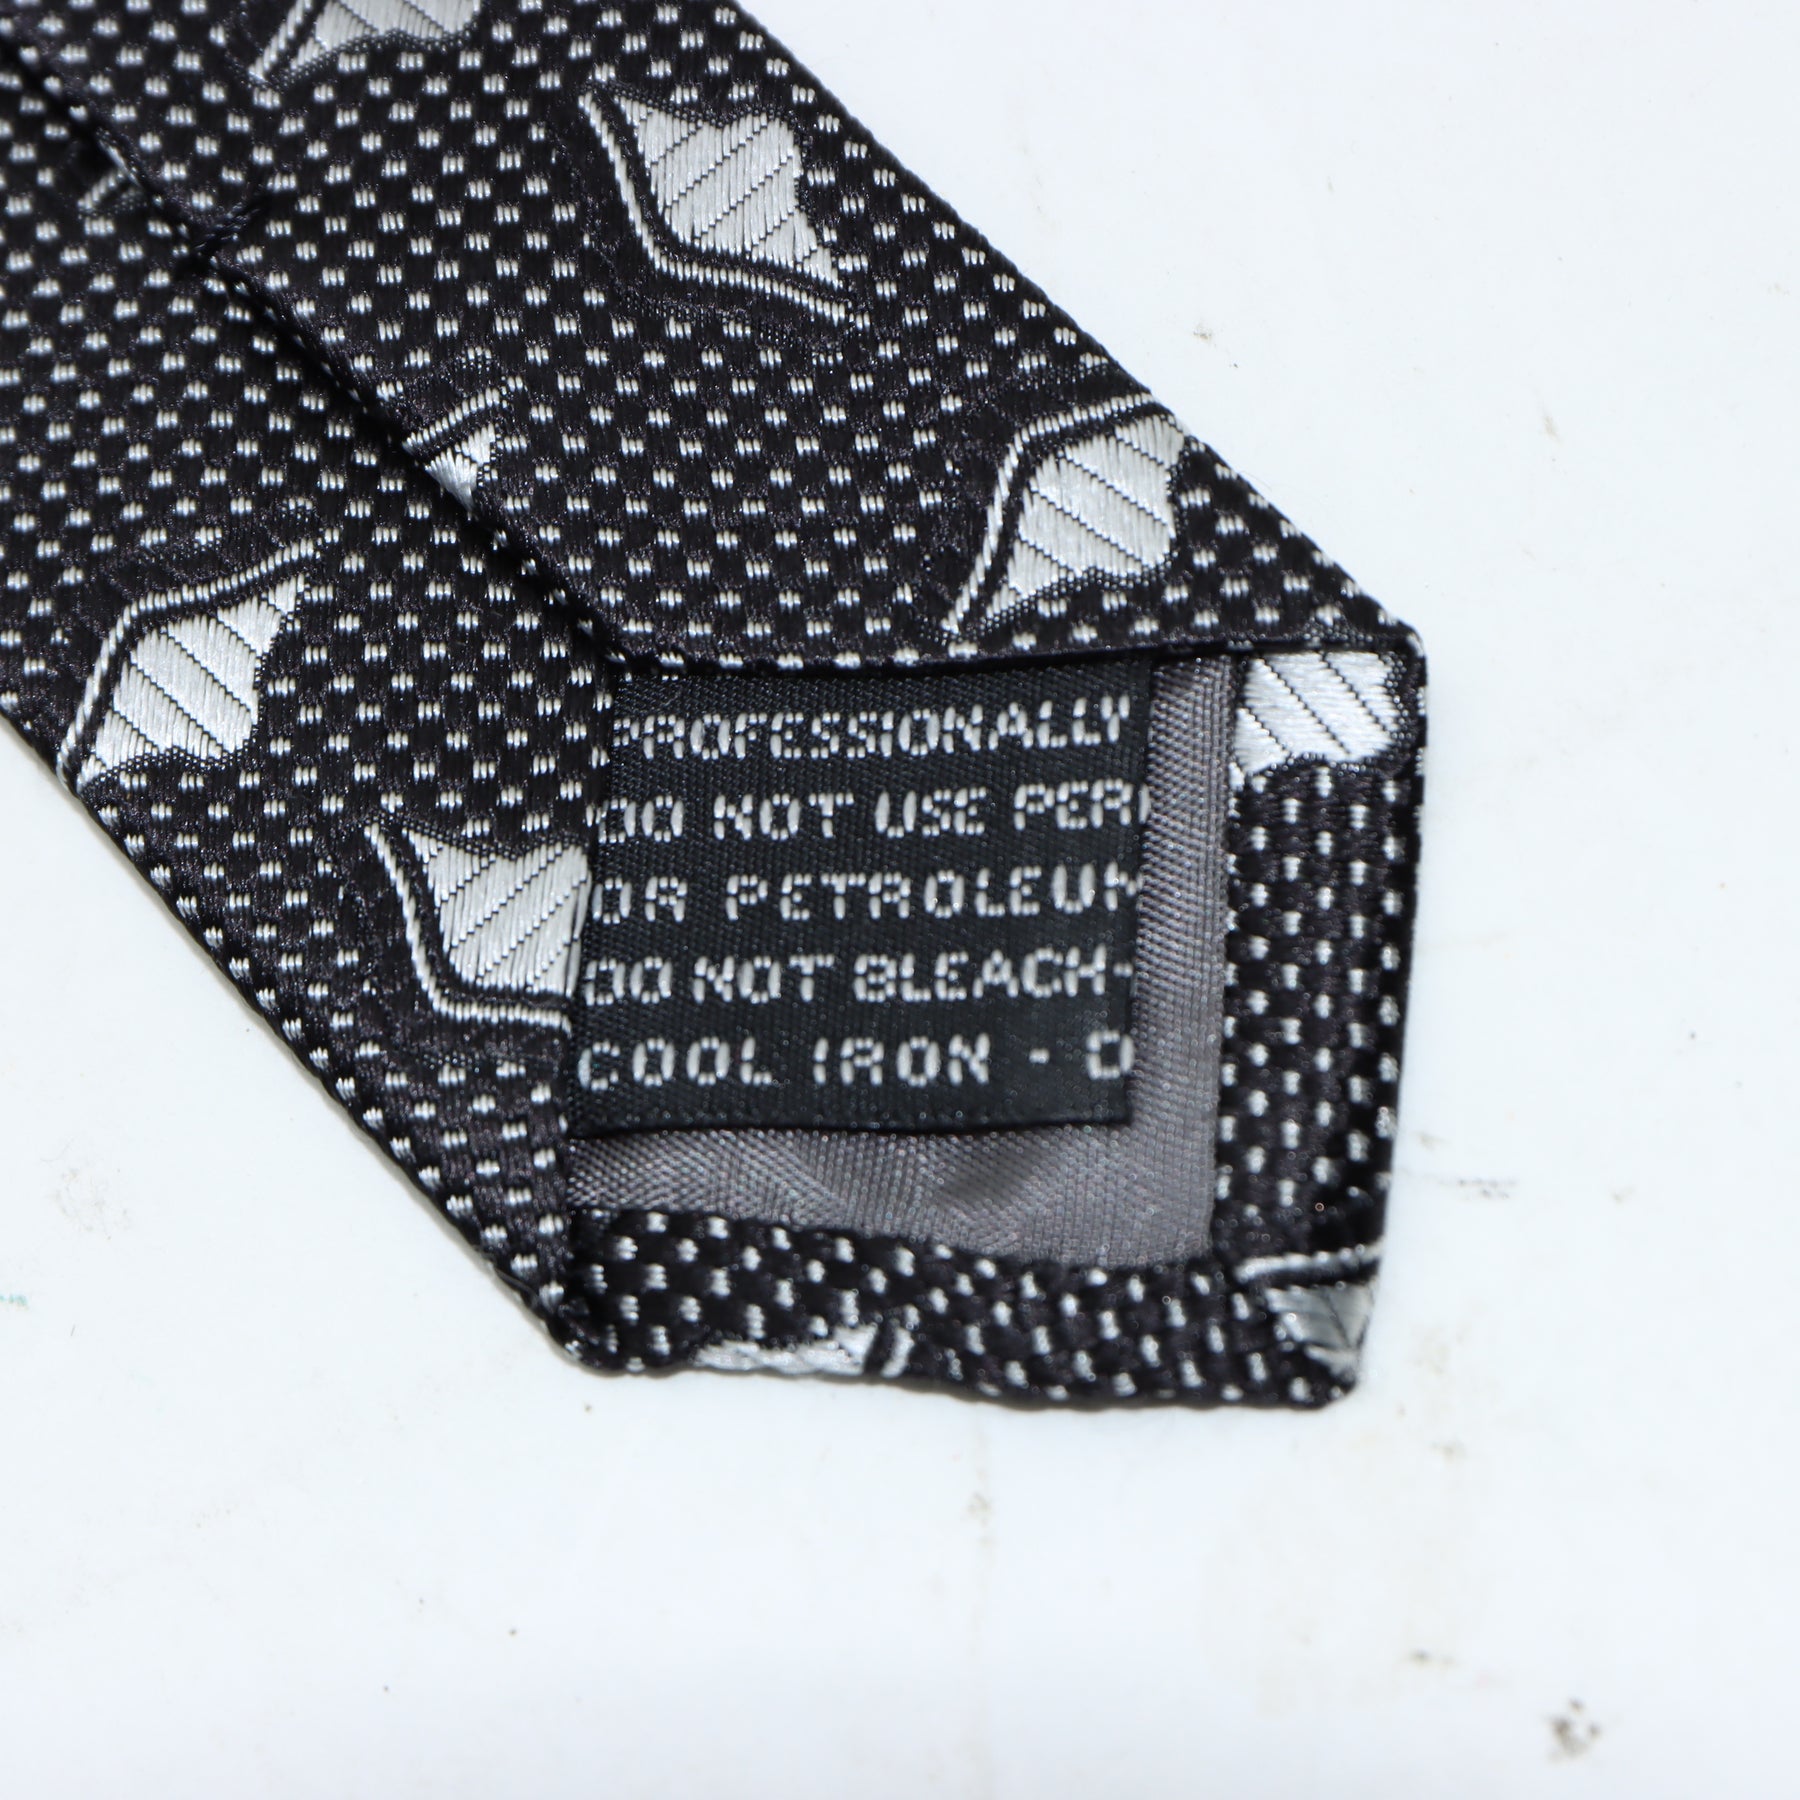 PROFESSIONALLY
DO NOT USE PER
OR PETROLEUM
DO NOT BLEACH -
COOL IRON - D